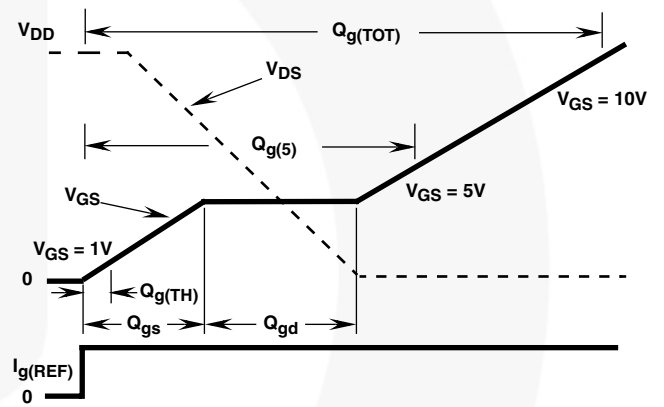 V_DD
Q_g(TOT)
V_DS
V_GS = 10V
Q_g(5)
V_GS
V_GS = 5V
V_GS = 1V
0
Q_g(TH)
Q_gs
Q_gd
I_g(REF)
0